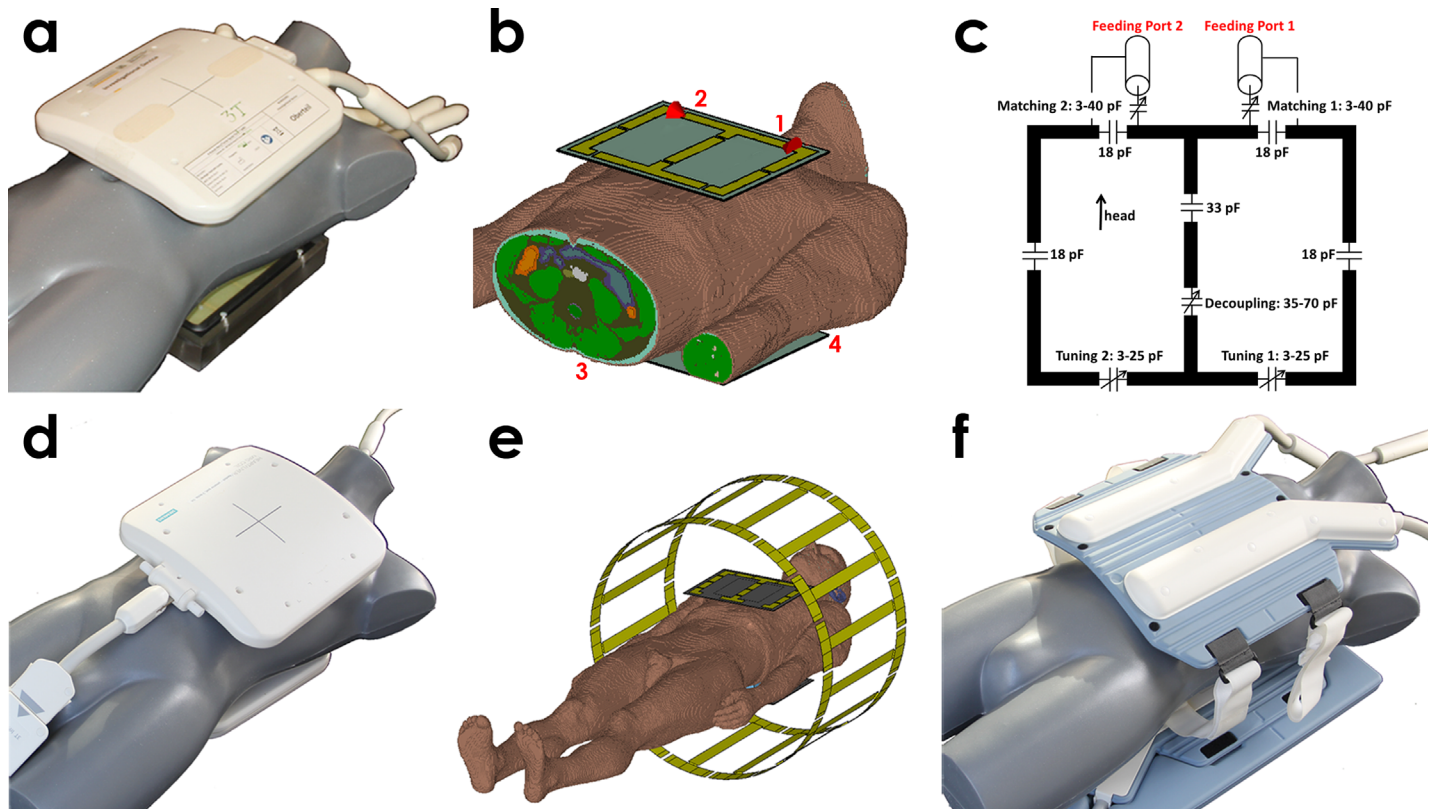 a
b
c
3T
Oberteil
2
1
3
4
Feeding Port 2
Feeding Port 1
Matching 2: 3-40 pF
Matching 1: 3-40 pF
18 pF
18 pF
33 pF
head
18 pF
18 pF
Decoupling: 35-70 pF
Tuning 2: 3-25 pF
Tuning 1: 3-25 pF
d
e
f